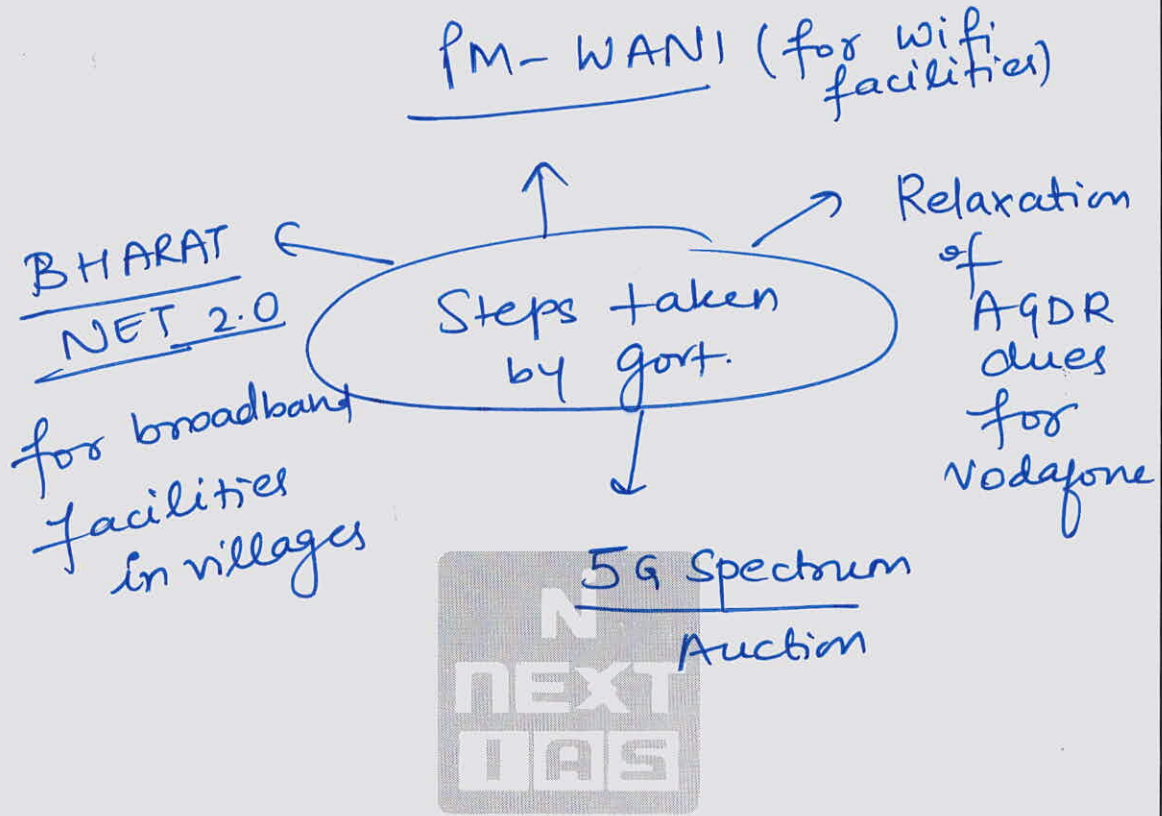 PM- WANI (for wifi
facilities)
BHARAT
NET 2.0
for broadband
facilities
in villages
Steps taken
by govt.
Relaxation
of
AGDR
dues
for
Vodafone
5G Spectrum
Auction
N
NEXT
IAS